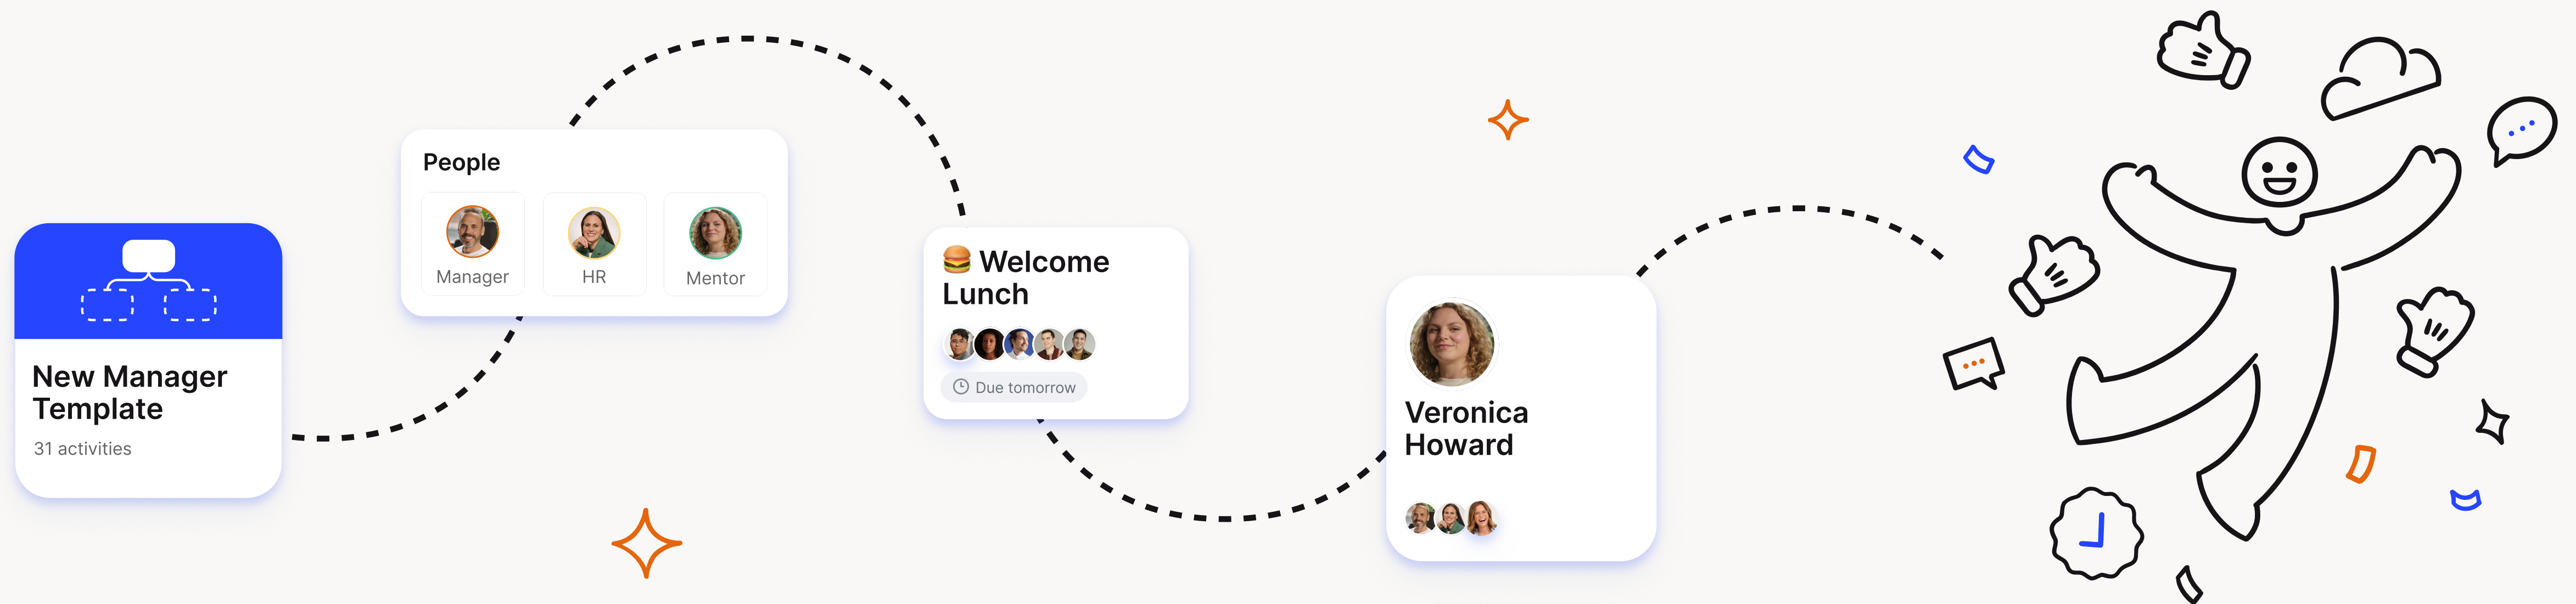 New Manager
Template
31 activities
People
Manager
HR
Mentor
🍔 Welcome
Lunch
Due tomorrow
Veronica
Howard